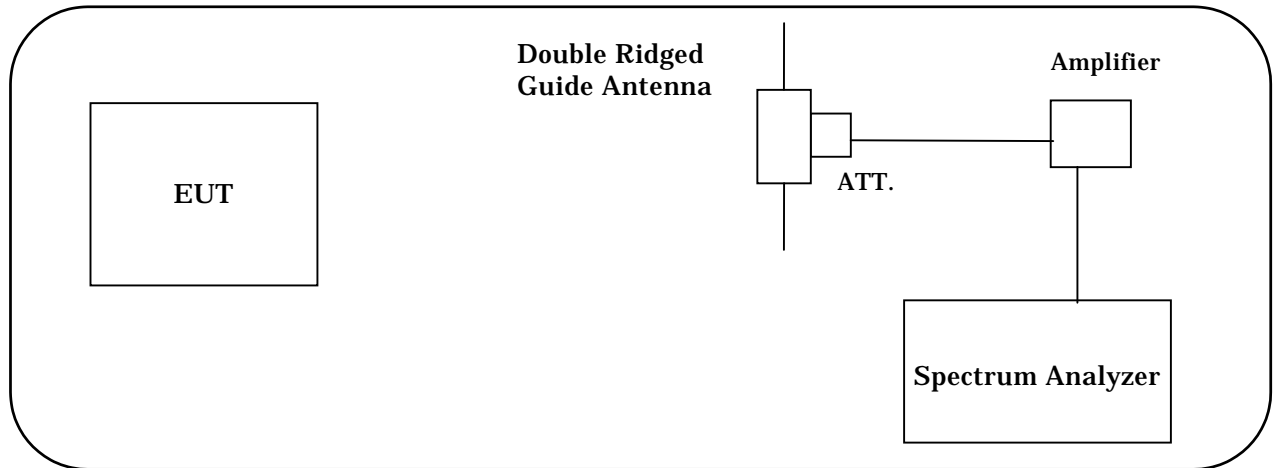 Double Ridged
Guide Antenna
Amplifier
EUT
ATT.
Spectrum Analyzer